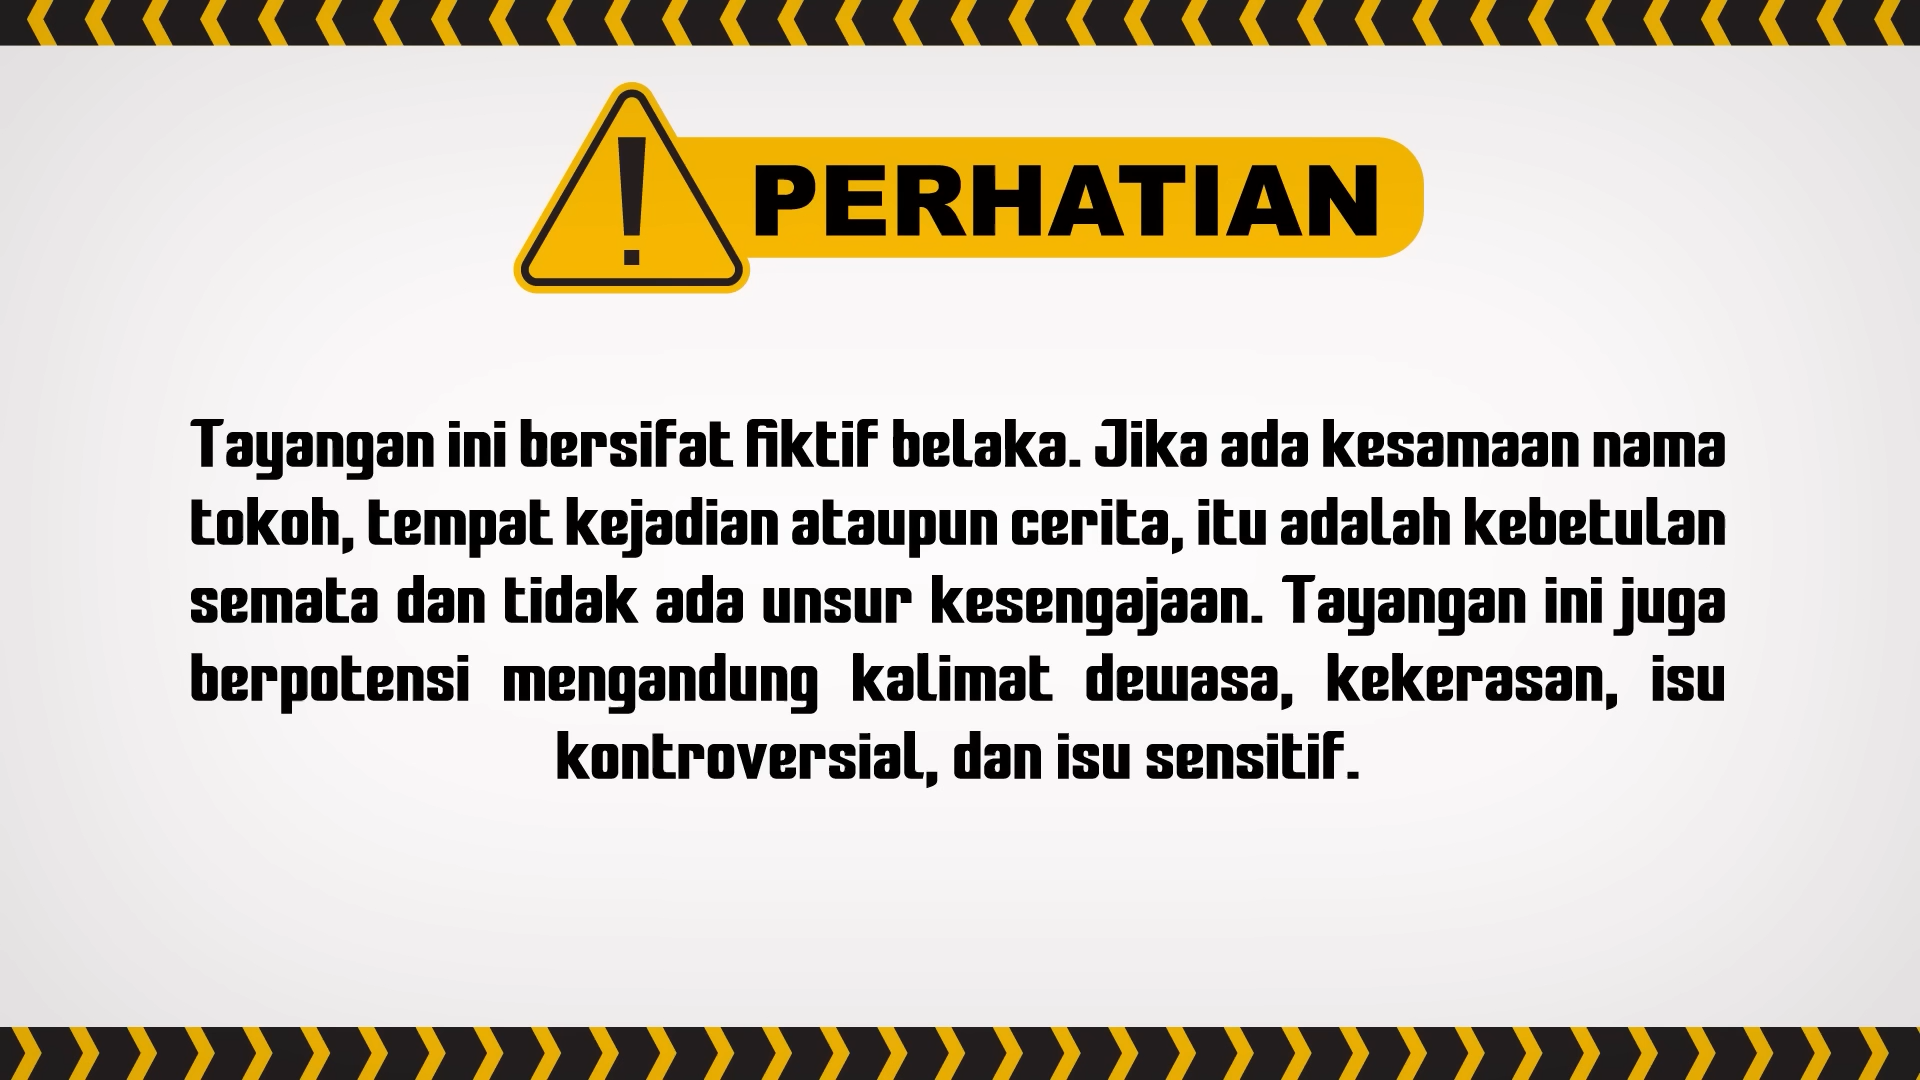 PERHATIAN
Tayangan ini bersifat fiktif belaka. Jika ada kesamaan nama
tokoh, tempat kejadian ataupun cerita, itu adalah kebetulan
semata dan tidak ada unsur kesengajaan. Tayangan ini juga
berpotensi mengandung kalimat dewasa, kekerasan, isu
kontroversial, dan isu sensitif.